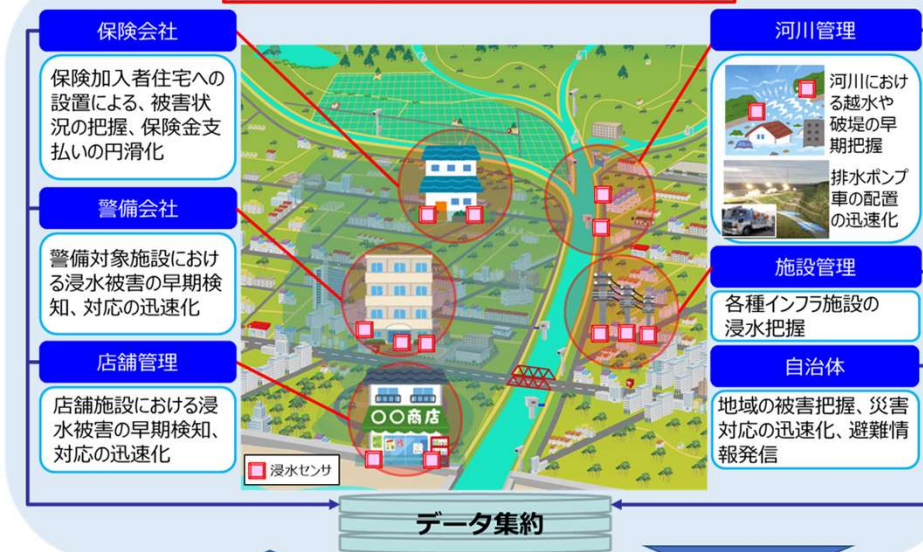 保険会社
保険加入者住宅への
設置による、被害状
況の把握、保険金支
払いの円滑化
警備会社
警備対象施設におけ
る浸水被害の早期検
知、対応の迅速化
店舗管理
店舗施設における浸
水被害の早期検知、
対応の迅速化
〇〇商店
浸水センサ
河川管理
河川におけ
る越水や
破堤の早
期把握
排水ポンプ
車の配置
の迅速化
施設管理
各種インフラ施設の
浸水把握
自治体
地域の被害把握、災害
対応の迅速化、避難情
報発信
データ集約